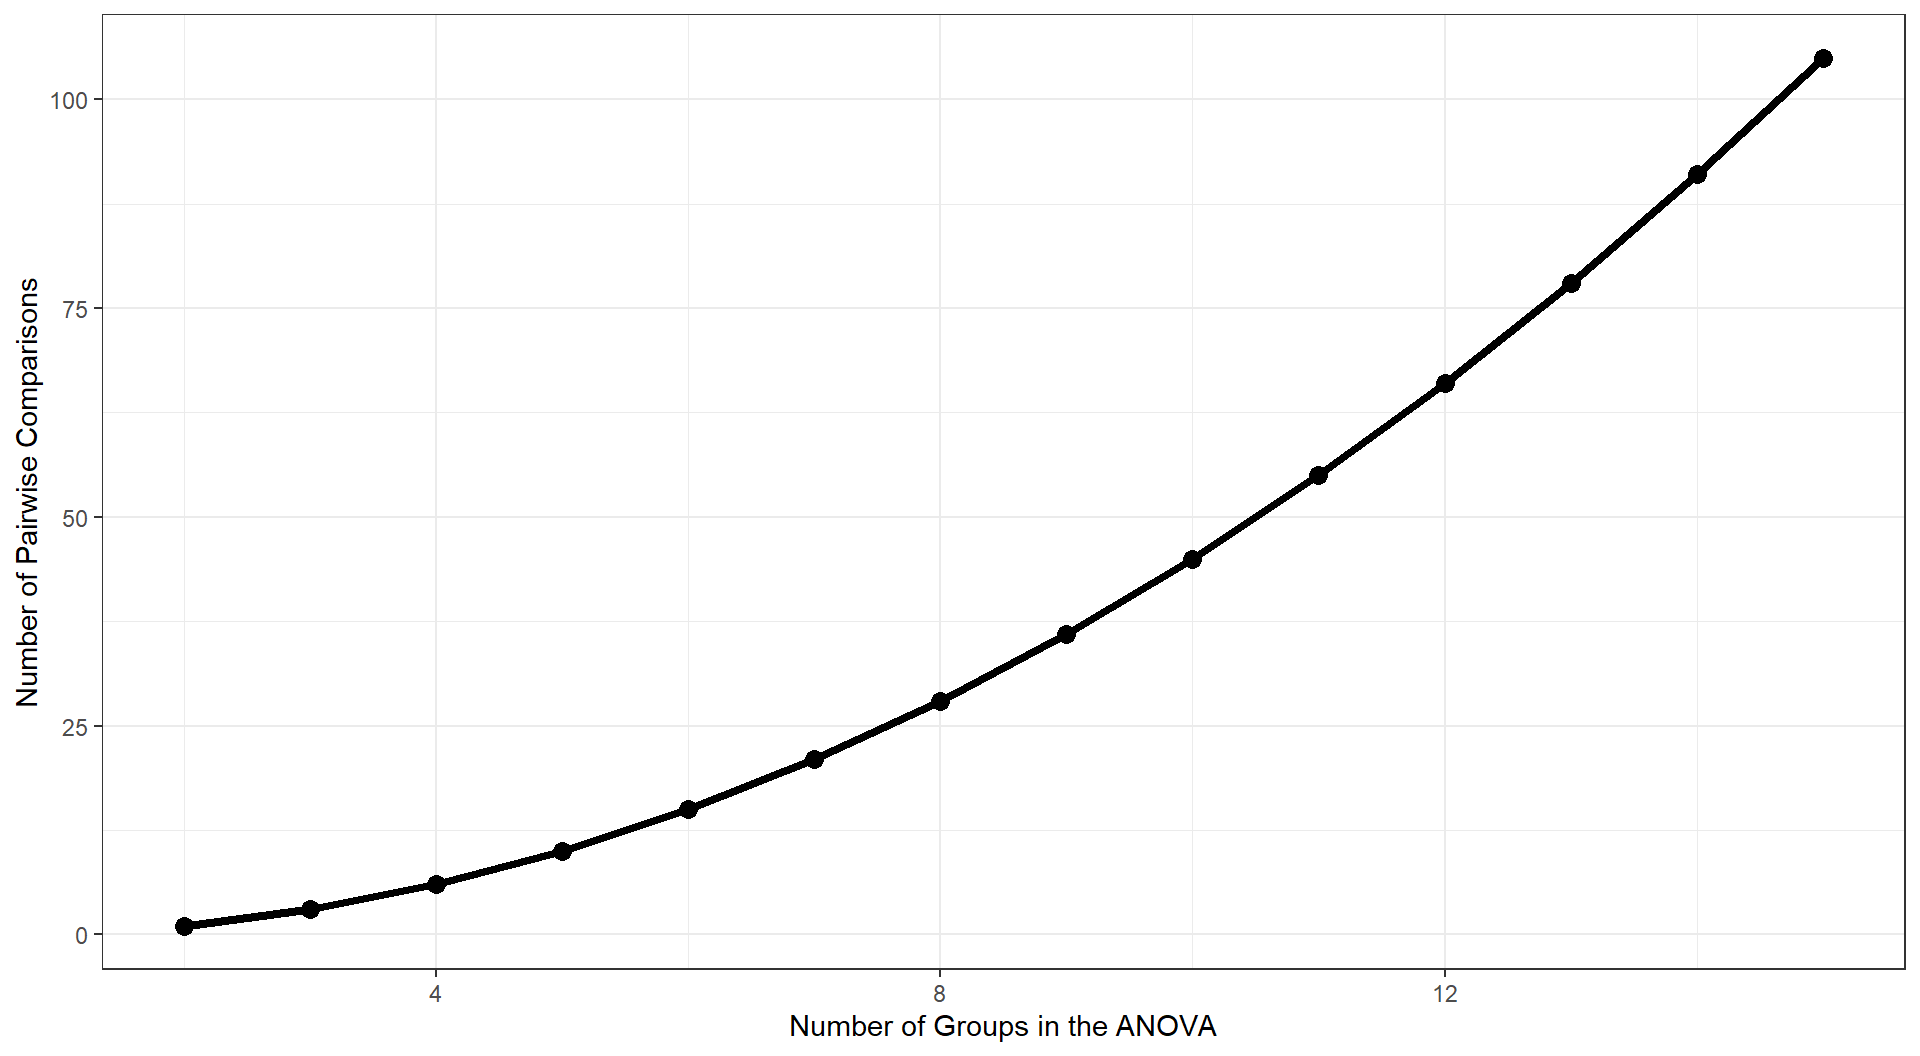 Number of Pairwise Comparisons
100
75
50
25
0
4 8 12
Number of Groups in the ANOVA